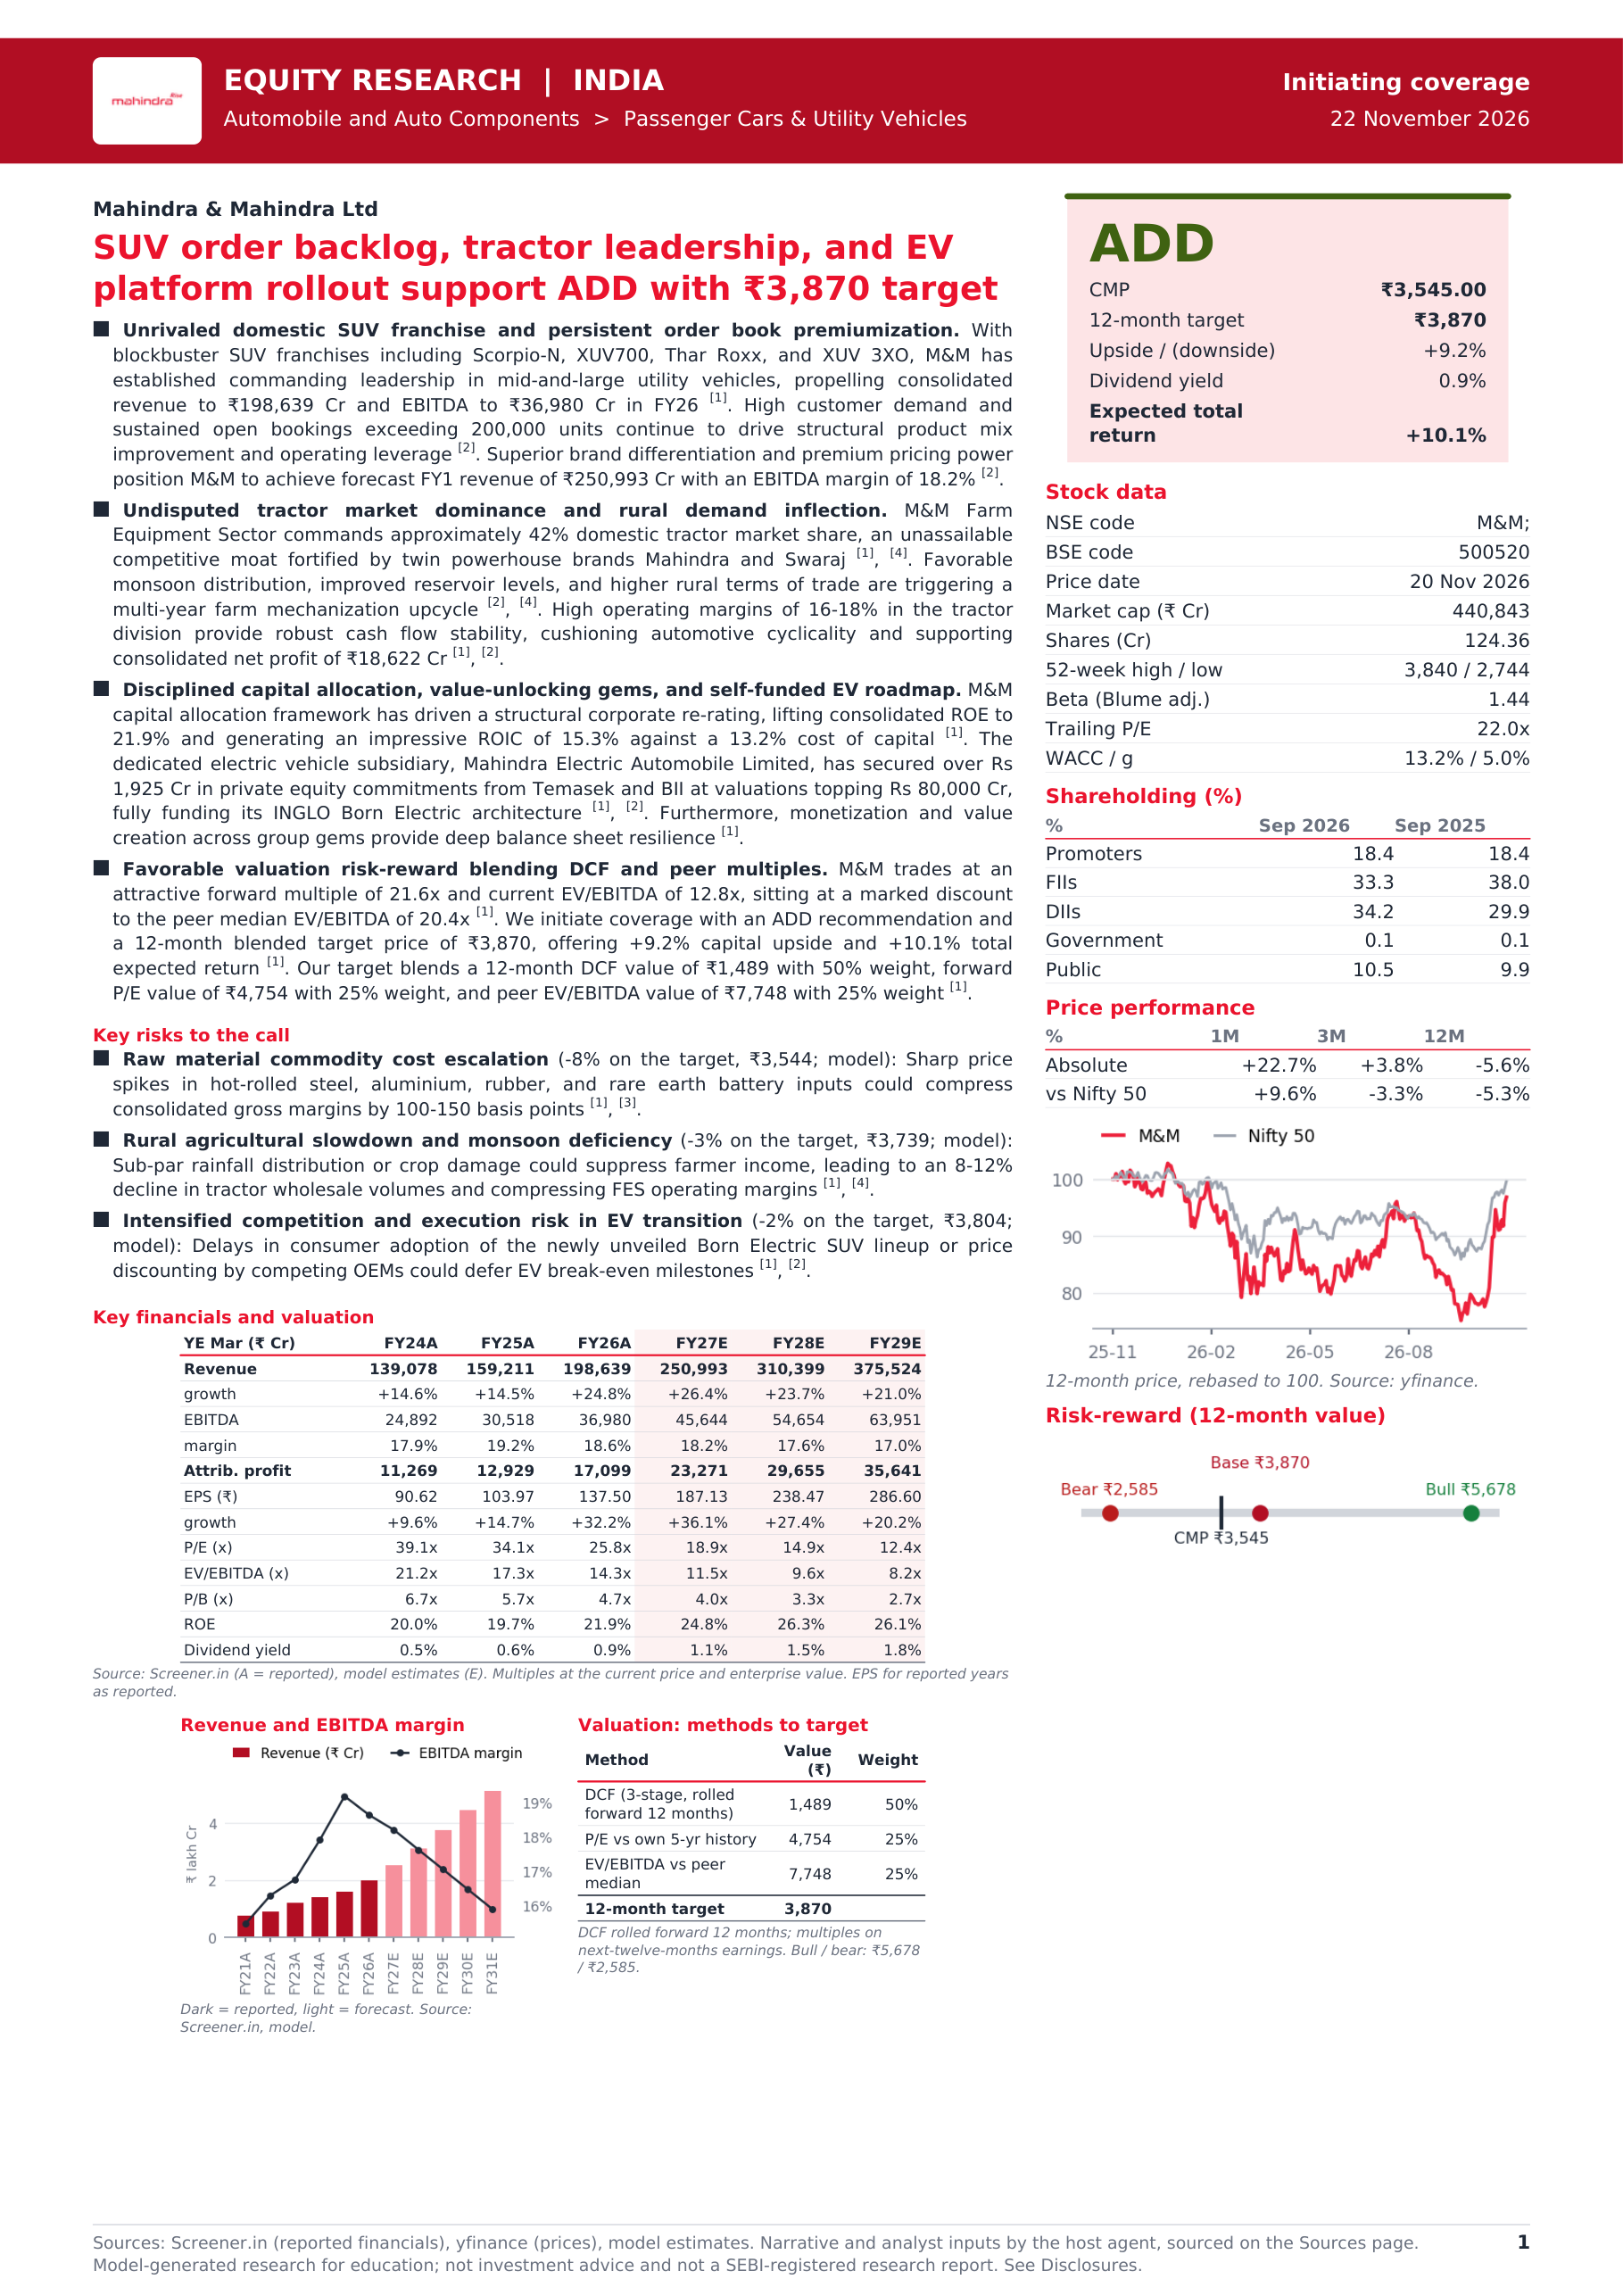 mahindra Rise
EQUITY RESEARCH | INDIA
Automobile and Auto Components > Passenger Cars & Utility Vehicles
Initiating coverage
22 November 2026
Mahindra & Mahindra Ltd
SUV order backlog, tractor leadership, and EV
platform rollout support ADD with ₹3,870 target
■ Unrivaled domestic SUV franchise and persistent order book premiumization. With
blockbuster SUV franchises including Scorpio-N, XUV700, Thar Roxx, and XUV 3XO, M&M has
established commanding leadership in mid-and-large utility vehicles, propelling consolidated
revenue to ₹198,639 Cr and EBITDA to ₹36,980 Cr in FY26 [1]. High customer demand and
sustained open bookings exceeding 200,000 units continue to drive structural product mix
improvement and operating leverage [2]. Superior brand differentiation and premium pricing power
position M&M to achieve forecast FY1 revenue of ₹250,993 Cr with an EBITDA margin of 18.2% [2].
■ Undisputed tractor market dominance and rural demand inflection. M&M Farm
Equipment Sector commands approximately 42% domestic tractor market share, an unassailable
competitive moat fortified by twin powerhouse brands Mahindra and Swaraj [1], [4]. Favorable
monsoon distribution, improved reservoir levels, and higher rural terms of trade are triggering a
multi-year farm mechanization upcycle [2], [4]. High operating margins of 16-18% in the tractor
division provide robust cash flow stability, cushioning automotive cyclicality and supporting
consolidated net profit of ₹18,622 Cr [1], [2].
■ Disciplined capital allocation, value-unlocking gems, and self-funded EV roadmap. M&M
capital allocation framework has driven a structural corporate re-rating, lifting consolidated ROE to
21.9% and generating an impressive ROIC of 15.3% against a 13.2% cost of capital [1]. The
dedicated electric vehicle subsidiary, Mahindra Electric Automobile Limited, has secured over Rs
1,925 Cr in private equity commitments from Temasek and BII at valuations topping Rs 80,000 Cr,
fully funding its INGLO Born Electric architecture [1], [2]. Furthermore, monetization and value
creation across group gems provide deep balance sheet resilience [1].
■ Favorable valuation risk-reward blending DCF and peer multiples. M&M trades at an
attractive forward multiple of 21.6x and current EV/EBITDA of 12.8x, sitting at a marked discount
to the peer median EV/EBITDA of 20.4x [1]. We initiate coverage with an ADD recommendation and
a 12-month blended target price of ₹3,870, offering +9.2% capital upside and +10.1% total
expected return [1]. Our target blends a 12-month DCF value of ₹1,489 with 50% weight, forward
P/E value of ₹4,754 with 25% weight, and peer EV/EBITDA value of ₹7,748 with 25% weight [1].
Key risks to the call
■ Raw material commodity cost escalation (-8% on the target, ₹3,544; model): Sharp price
spikes in hot-rolled steel, aluminium, rubber, and rare earth battery inputs could compress
consolidated gross margins by 100-150 basis points [1], [3].
■ Rural agricultural slowdown and monsoon deficiency (-3% on the target, ₹3,739; model):
Sub-par rainfall distribution or crop damage could suppress farmer income, leading to an 8-12%
decline in tractor wholesale volumes and compressing FES operating margins [1], [4].
■ Intensified competition and execution risk in EV transition (-2% on the target, ₹3,804;
model): Delays in consumer adoption of the newly unveiled Born Electric SUV lineup or price
discounting by competing OEMs could defer EV break-even milestones [1], [2].
Key financials and valuation
YE Mar (₹ Cr) FY24A FY25A FY26A FY27E FY28E FY29E
Revenue 139,078 159,211 198,639 250,993 310,399 375,524
growth +14.6% +14.5% +24.8% +26.4% +23.7% +21.0%
EBITDA 24,892 30,518 36,980 45,644 54,654 63,951
margin 17.9% 19.2% 18.6% 18.2% 17.6% 17.0%
Attrib. profit 11,269 12,929 17,099 23,271 29,655 35,641
EPS (₹) 90.62 103.97 137.50 187.13 238.47 286.60
growth +9.6% +14.7% +32.2% +36.1% +27.4% +20.2%
P/E (x) 39.1x 34.1x 25.8x 18.9x 14.9x 12.4x
EV/EBITDA (x) 21.2x 17.3x 14.3x 11.5x 9.6x 8.2x
P/B (x) 6.7x 5.7x 4.7x 4.0x 3.3x 2.7x
ROE 20.0% 19.7% 21.9% 24.8% 26.3% 26.1%
Dividend yield 0.5% 0.6% 0.9% 1.1% 1.5% 1.8%
Source: Screener.in (A = reported), model estimates (E). Multiples at the current price and enterprise value. EPS for reported years
as reported.
Revenue and EBITDA margin
Revenue (₹ Cr) EBITDA margin
₹ lakh Cr
4
2
0
19%
18%
17%
16%
FY21A FY22A FY23A FY24A FY25A FY26A FY27E FY28E FY29E FY30E FY31E
Dark = reported, light = forecast. Source:
Screener.in, model.
Valuation: methods to target
Method Value (₹) Weight
DCF (3-stage, rolled
forward 12 months) 1,489 50%
P/E vs own 5-yr history 4,754 25%
EV/EBITDA vs peer
median 7,748 25%
12-month target 3,870
DCF rolled forward 12 months; multiples on
next-twelve-months earnings. Bull / bear: ₹5,678
/ ₹2,585.
ADD
CMP ₹3,545.00
12-month target ₹3,870
Upside / (downside) +9.2%
Dividend yield 0.9%
Expected total
return +10.1%
Stock data
NSE code M&M;
BSE code 500520
Price date 20 Nov 2026
Market cap (₹ Cr) 440,843
Shares (Cr) 124.36
52-week high / low 3,840 / 2,744
Beta (Blume adj.) 1.44
Trailing P/E 22.0x
WACC / g 13.2% / 5.0%
Shareholding (%)
% Sep 2026 Sep 2025
Promoters 18.4 18.4
FIIs 33.3 38.0
DIIs 34.2 29.9
Government 0.1 0.1
Public 10.5 9.9
Price performance
% 1M 3M 12M
Absolute +22.7% +3.8% -5.6%
vs Nifty 50 +9.6% -3.3% -5.3%
M&M Nifty 50
100
90
80
25-11 26-02 26-05 26-08
12-month price, rebased to 100. Source: yfinance.
Risk-reward (12-month value)
Base ₹3,870
Bear ₹2,585 Bull ₹5,678
CMP ₹3,545
Sources: Screener.in (reported financials), yfinance (prices), model estimates. Narrative and analyst inputs by the host agent, sourced on the Sources page.
Model-generated research for education; not investment advice and not a SEBI-registered research report. See Disclosures.
1